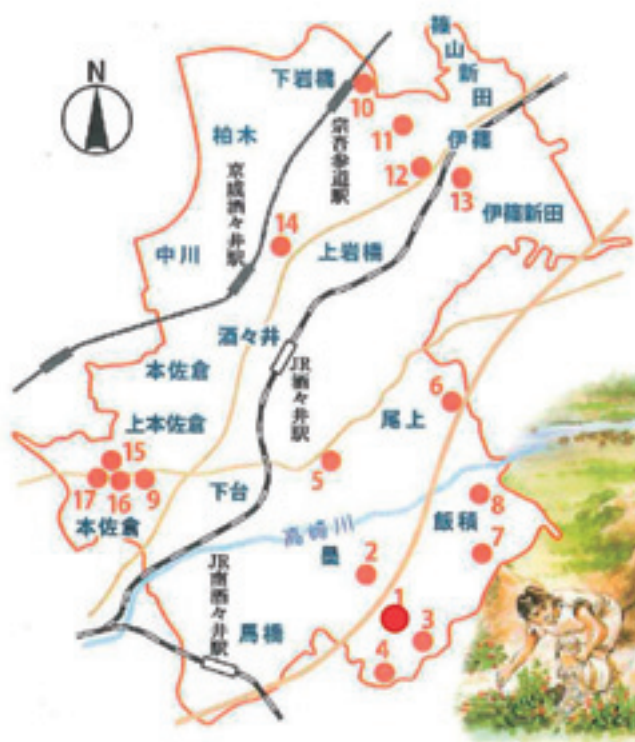 N
篠山新田
下岩橋
10
柏木
宗吾参道駅
11
伊篠
12
13
京成酒々井駅
伊篠新田
14
中川
上岩橋
酒々井
JR酒々井駅
本佐倉
6
尾上
上本佐倉
15
5
17
16
9
下台
8
本佐倉
高崎川
飯積
7
墨
2
1
JR南酒々井駅
馬橋
3
4